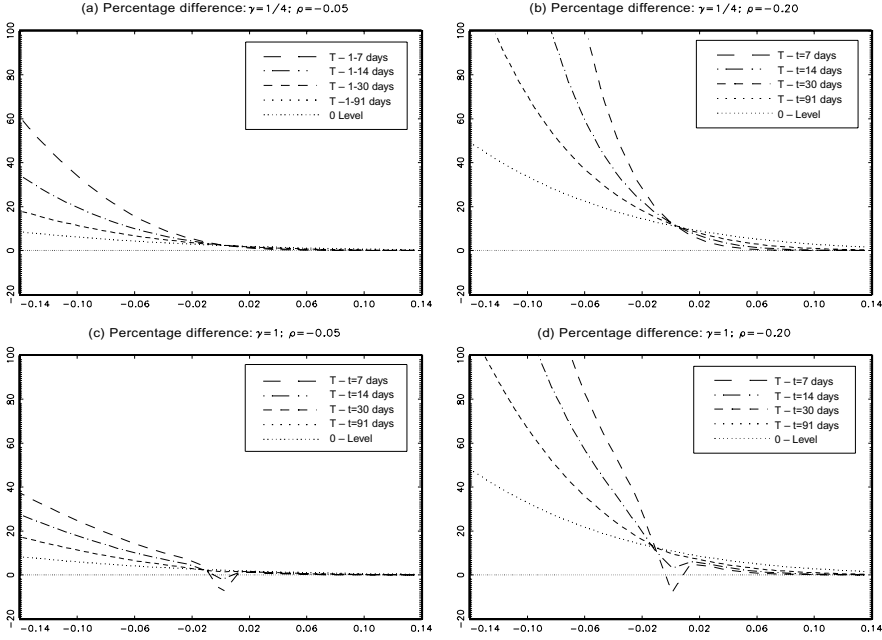 (a) Percentage difference: γ=1/4; ρ=−0.05
100
80
60
40
20
0
−20
T – 1-7 days
T – 1-14 days
T – 1-30 days
T –1-91 days
0 Level
−0.14 −0.10 −0.06 −0.02 0.02 0.06 0.10 0.14
(b) Percentage difference: γ=1/4; ρ=−0.20
100
80
60
40
20
0
−20
T – t=7 days
T – t=14 days
T – t=30 days
T – t=91 days
0 – Level
−0.14 −0.10 −0.06 −0.02 0.02 0.06 0.10 0.14
(c) Percentage difference: γ=1; ρ=−0.05
100
80
60
40
20
0
−20
T – t=7 days
T – t=14 days
T – t=30 days
T – t=91 days
0 – Level
−0.14 −0.10 −0.06 −0.02 0.02 0.06 0.10 0.14
(d) Percentage difference: γ=1; ρ=−0.20
100
80
60
40
20
0
−20
T – t=7 days
T – t=14 days
T – t=30 days
T – t=91 days
0 – Level
−0.14 −0.10 −0.06 −0.02 0.02 0.06 0.10 0.14